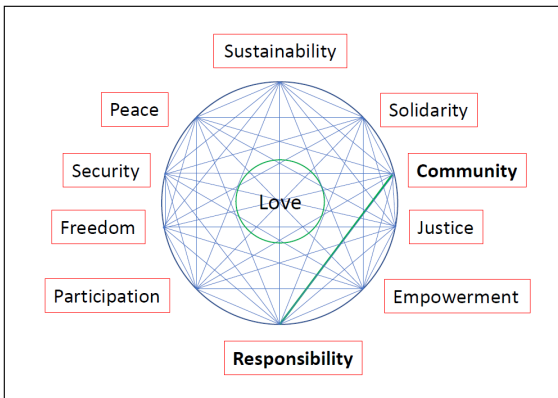 Sustainability
Peace
Solidarity
Security
Community
Love
Freedom
Justice
Participation
Empowerment
Responsibility